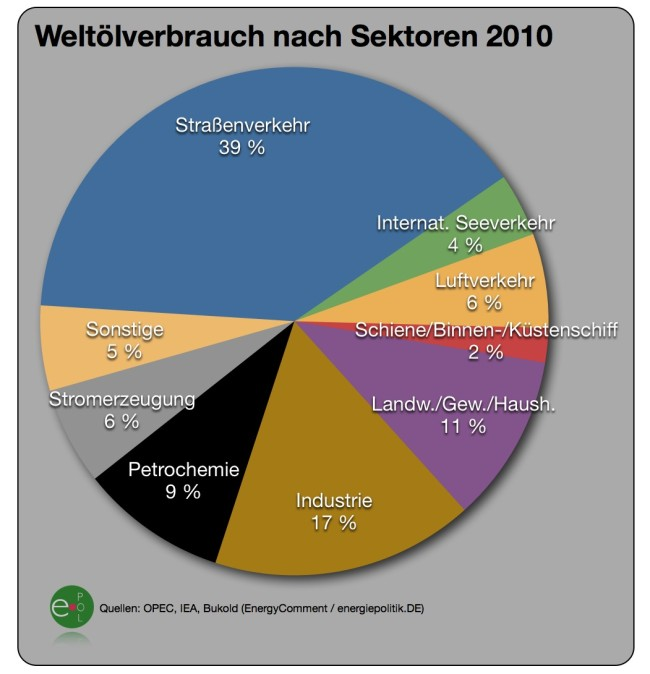 Weltölverbrauch nach Sektoren 2010
Straßenverkehr
39 %
Internat. Seeverkehr
4 %
Luftverkehr
6 %
Schiene/Binnen-/Küstenschiff
2 %
Landw./Gew./Haush.
11 %
Industrie
17 %
Petrochemie
9 %
Stromerzeugung
6 %
Sonstige
5 %
e POL
Quellen: OPEC, IEA, Bukold (EnergyComment / energiepolitik.DE)